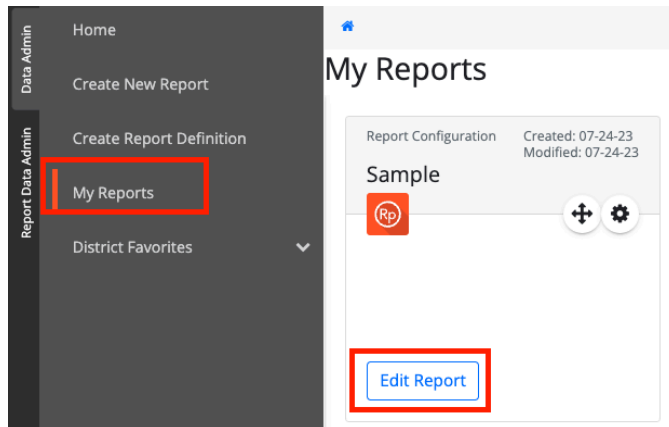 Data Admin
Report Data Admin
Home
Create New Report
Create Report Definition
My Reports
District Favorites
My Reports
Report Configuration
Created: 07-24-23
Modified: 07-24-23
Sample
Rp
Edit Report